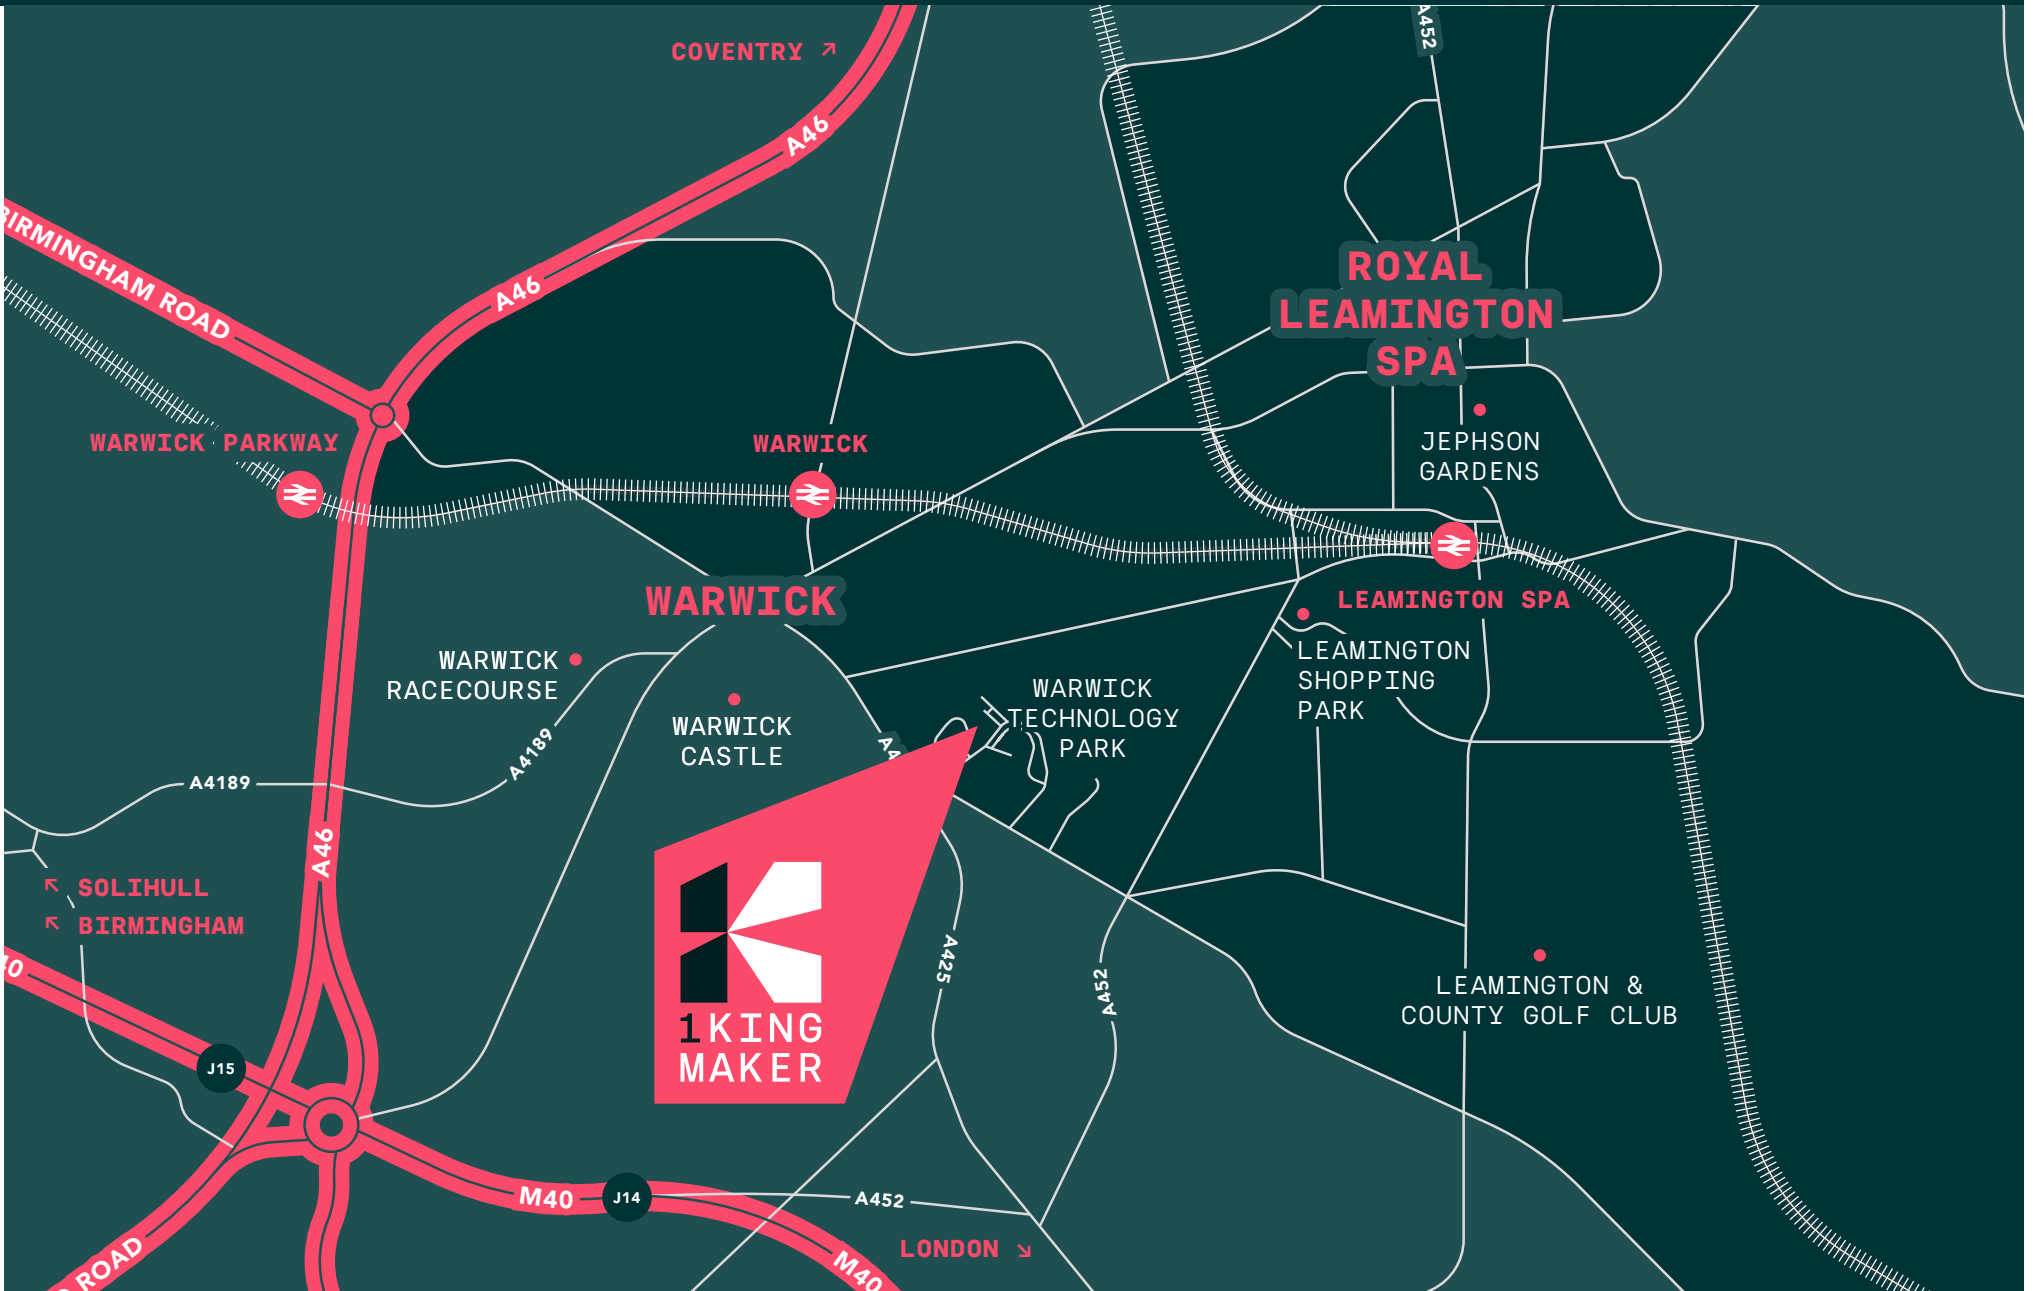 A452
COVENTRY ↗
A46
BIRMINGHAM ROAD
A46
ROYAL
LEAMINGTON
SPA
WARWICK PARKWAY
WARWICK
JEPHSON
GARDENS
WARWICK
LEAMINGTON SPA
WARWICK
RACECOURSE
LEAMINGTON
SHOPPING
PARK
WARWICK
TECHNOLOGY
PARK
WARWICK
CASTLE
A4189
A4189
A46
↖ SOLIHULL
↖ BIRMINGHAM
A425
A452
LEAMINGTON &
COUNTY GOLF CLUB
1KING
MAKER
J15
M40
J14
A452
LONDON ↘
ROAD
M40